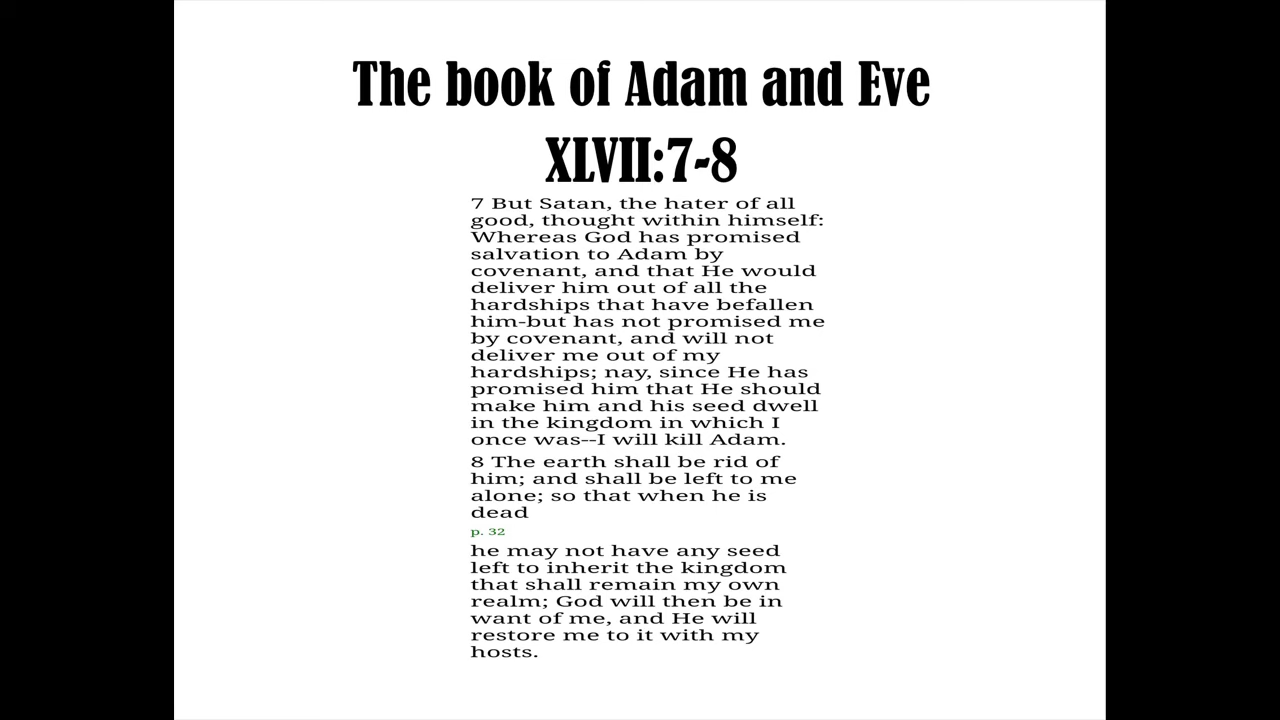 The book of Adam and Eve
XLVII:7-8
7 But Satan, the hater of all
good, thought within himself:
Whereas God has promised
salvation to Adam by
covenant, and that He would
deliver him out of all the
hardships that have befallen
him-but has not promised me
by covenant, and will not
deliver me out of my
hardships; nay, since He has
promised him that He should
make him and his seed dwell
in the kingdom in which I
once was--I will kill Adam.
8 The earth shall be rid of
him; and shall be left to me
alone; so that when he is
dead
p. 32
he may not have any seed
left to inherit the kingdom
that shall remain my own
realm; God will then be in
want of me, and He will
restore me to it with my
hosts.